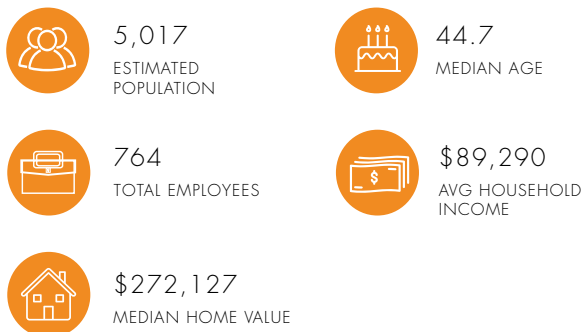 5,017
ESTIMATED
POPULATION
44.7
MEDIAN AGE
764
TOTAL EMPLOYEES
$
$89,290
AVG HOUSEHOLD
INCOME
$272,127
MEDIAN HOME VALUE